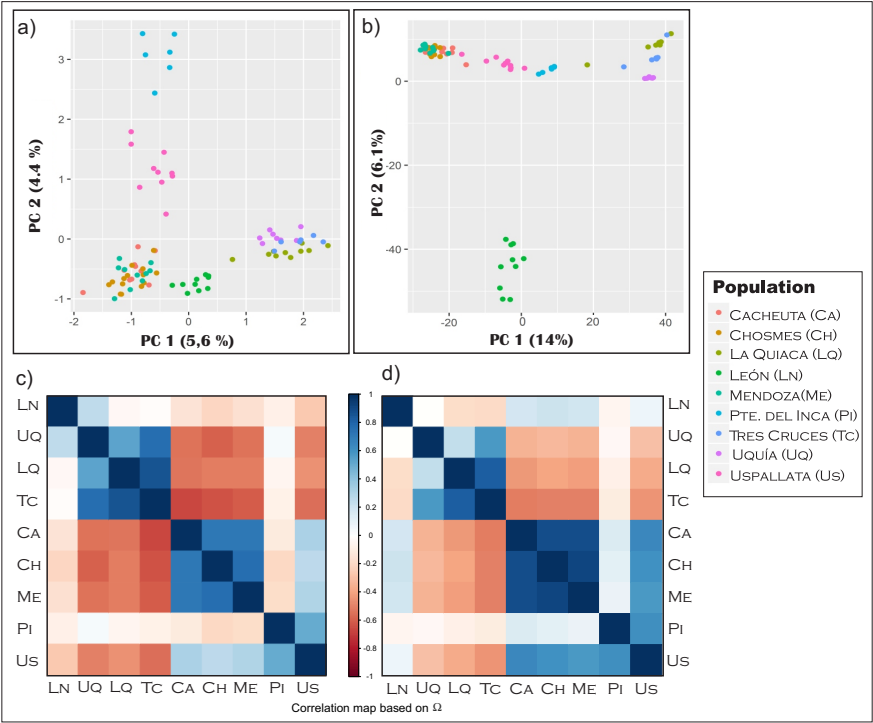 a)
3
2
1
0
-1
-2
-1
0
1
2
PC 2 (4.4 %)
PC 1 (5,6 %)
b)
40
0
-20
-40
-20
0
20
40
PC 2 (6.1%)
PC 1 (14%)
Population
CACHEUTA (CA)
CHOSMES (CH)
LA QUIACA (LQ)
LEÓN (LN)
MENDOZA(ME)
PTE. DEL INCA (PI)
TRES CRUCES (TC)
UQUÍA (UQ)
USPALLATA (US)
c)
LN
UQ
LQ
TC
CA
CH
ME
PI
US
LN UQ LQ TC CA CH ME PI US
1
0.8
0.6
0.4
0.2
0
-0.2
-0.4
-0.6
-0.8
-1
d)
LN
UQ
LQ
TC
CA
CH
ME
PI
US
LN UQ LQ TC CA CH ME PI US
Correlation map based on Ω